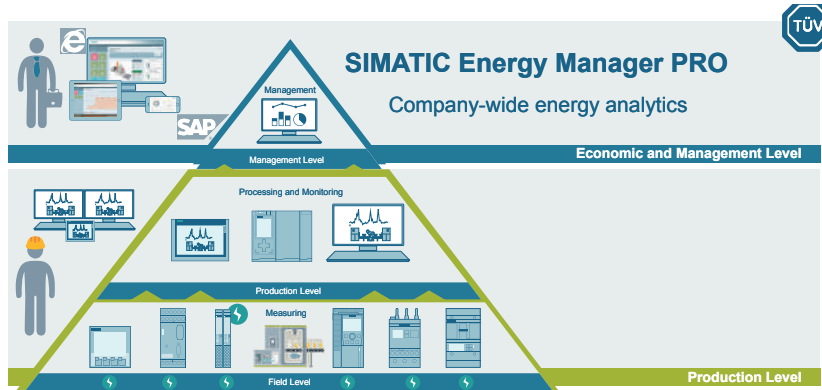 TÜV
SIMATIC Energy Manager PRO
Company-wide energy analytics
SAP
Management
Management Level
Economic and Management Level
Processing and Monitoring
Production Level
Measuring
Field Level
Production Level